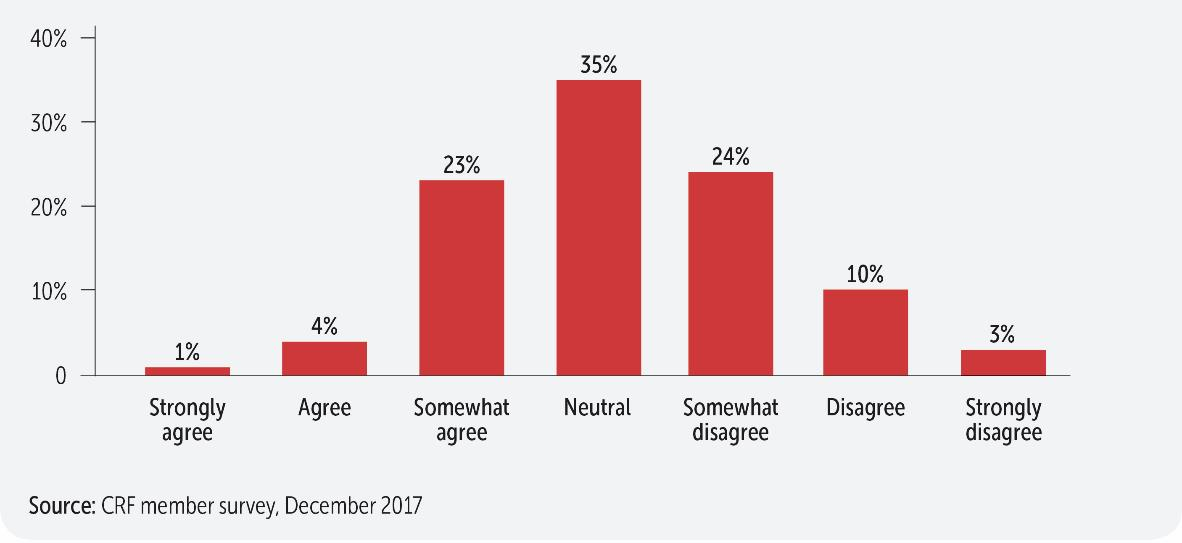 40%
30%
20%
10%
0
1%
4%
23%
35%
24%
10%
3%
Strongly
agree
Agree
Somewhat
agree
Neutral
Somewhat
disagree
Disagree
Strongly
disagree
Source: CRF member survey, December 2017